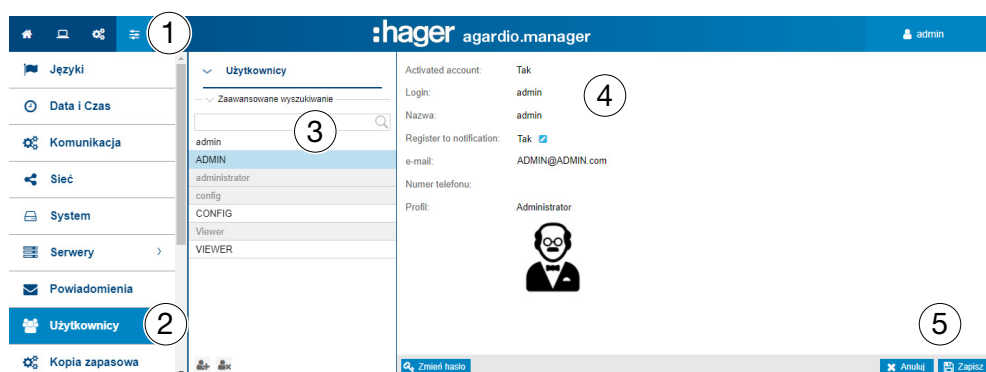 1
:hager agardio.manager
admin
Języki
Data i Czas
Komunikacja
Sieć
System
Serwery
Powiadomienia
Użytkownicy
2
Kopia zapasowa
Użytkownicy
Zaawansowane wyszukiwanie
3
admin
ADMIN
administrator
config
CONFIG
Viewer
VIEWER
Activated account: Tak
Login: admin
4
Nazwa: admin
Register to notification: Tak
e-mail: ADMIN@ADMIN.com
Numer telefonu:
Profil: Administrator
5
Zmień hasło
Anuluj
Zapisz